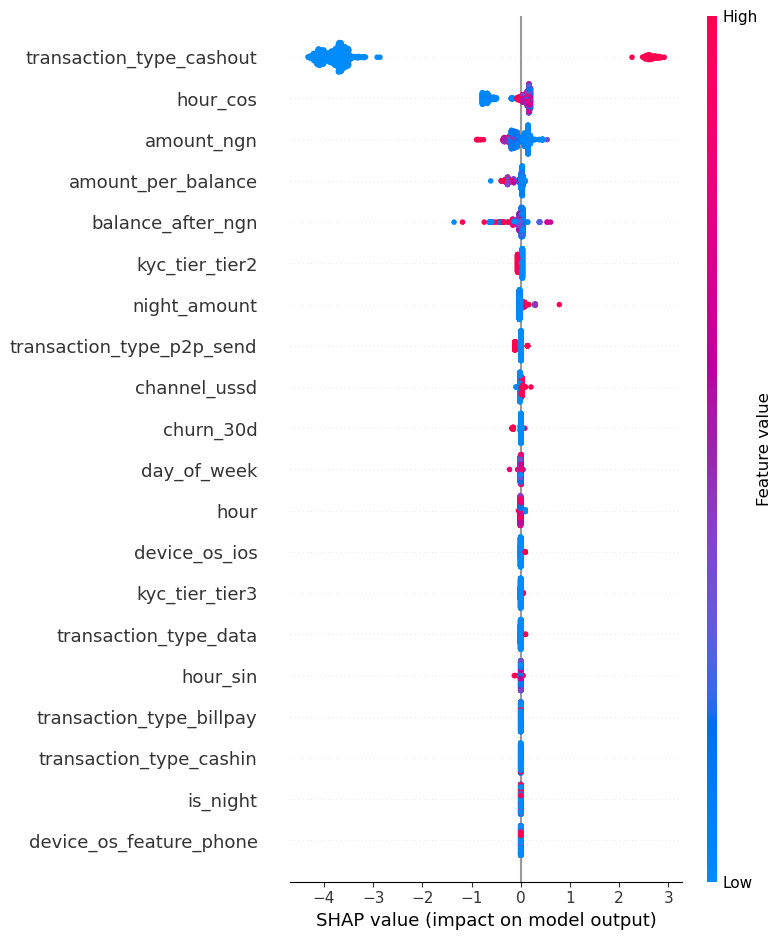 High
transaction_type_cashout
hour_cos
amount_ngn
amount_per_balance
balance_after_ngn
kyc_tier_tier2
night_amount
transaction_type_p2p_send
channel_ussd
churn_30d
day_of_week
hour
device_os_ios
kyc_tier_tier3
transaction_type_data
hour_sin
transaction_type_billpay
transaction_type_cashin
is_night
device_os_feature_phone
Feature value
Low
−4 −3 −2 −1 0 1 2 3
SHAP value (impact on model output)